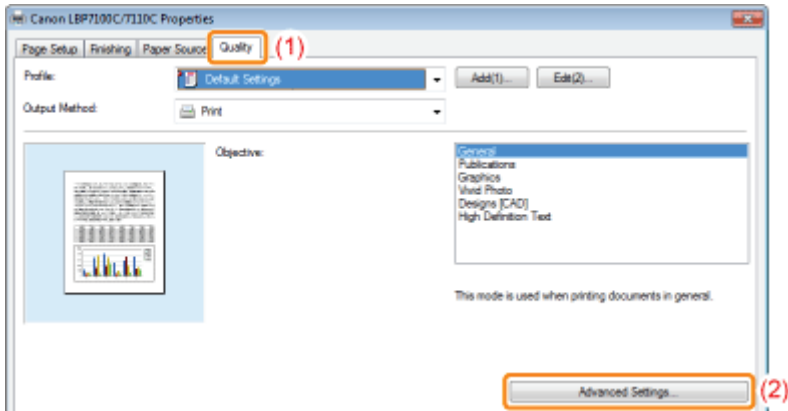 Canon LBP7100C/7110C Properties
Page Setup Finishing Paper Source Quality (1)
Profile: Default Settings Add(1)... Edit(2)...
Output Method: Print
Objective: General
Publications
Graphics
Vivid Photo
Designs [CAD]
High Definition Text
This mode is used when printing documents in general.
Advanced Settings... (2)